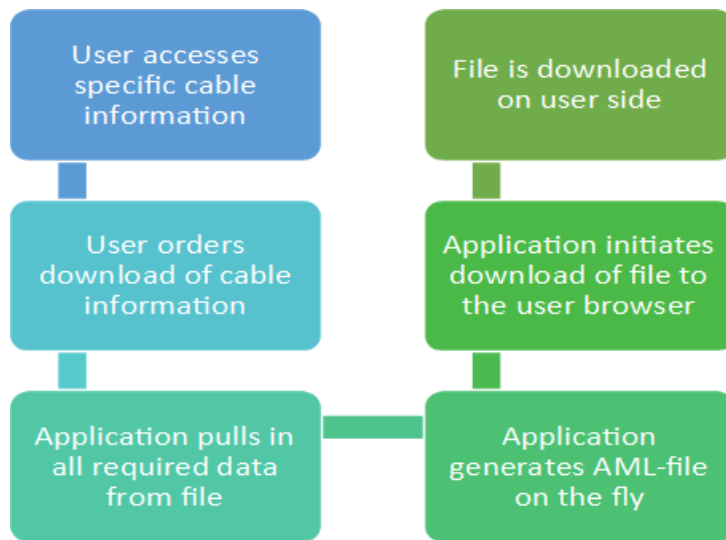 User accesses
specific cable
information
User orders
download of cable
information
Application pulls in
all required data
from file
Application
generates AML-file
on the fly
Application initiates
download of file to
the user browser
File is downloaded
on user side